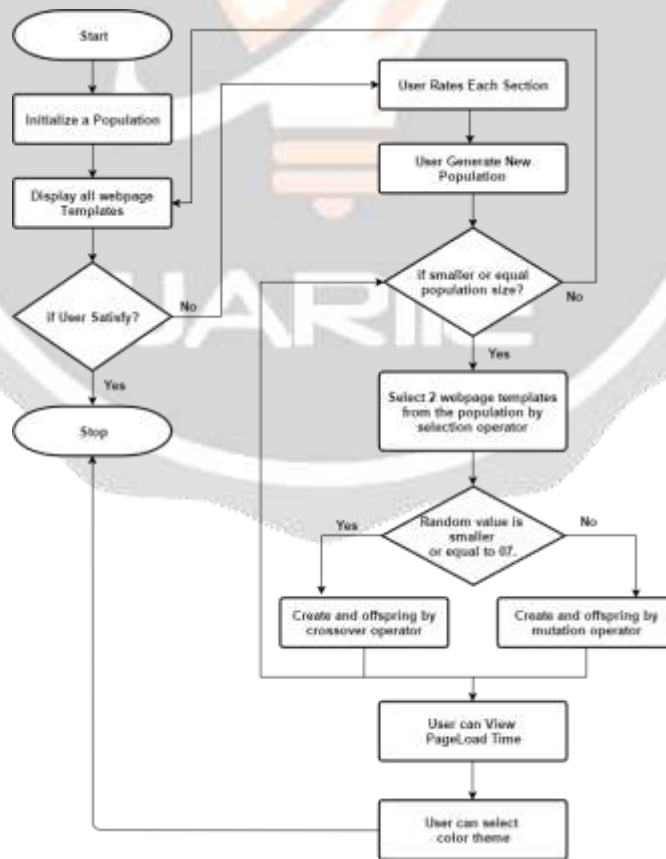 Start
Initialize a Population
Display all webpage
Templates
if User Satisfy?
No
Yes
Stop
User Rates Each Section
User Generate New
Population
if smaller or equal
population size?
No
Yes
Select 2 webpage templates
from the population by
selection operator
Random value is
smaller
or equal to 07.
Yes
No
Create and offspring by
crossover operator
Create and offspring by
mutation operator
User can View
PageLoad Time
User can select
color theme